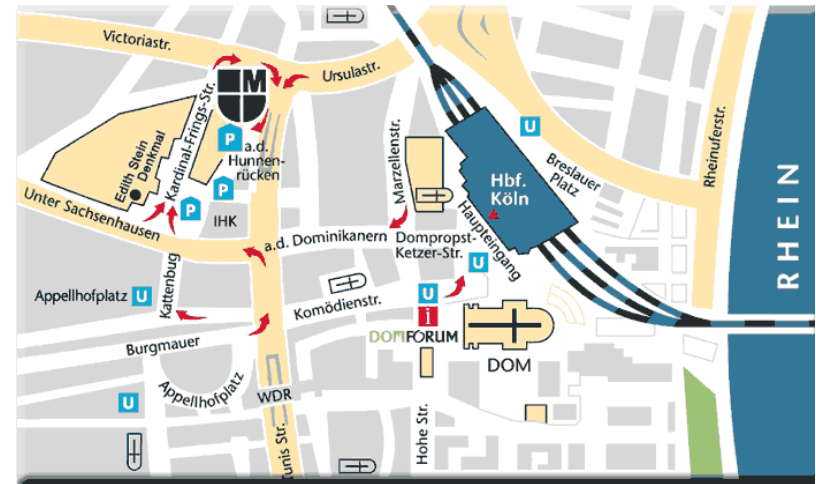 Victoriastr.
Ursulastr.
M
Kardinal-Frings-Str.
Edith Stein
Denkmal
P
a.d.
Hunnen-
rücken
P
P
IHK
Unter Sachsenhausen
Marzellenstr.
U
Breslauer
Platz
Rheinuferstr.
RHEIN
Hbf.
Köln
Haupteingang
a.d. Dominikanern
Dompropst-
Ketzer-Str.
U
Kattenbug
Appellhofplatz U
Komödienstr.
U
i
DOMFORUM
DOM
Burgmauer
Appellhofplatz
WDR
U
unis Str.
Hohe Str.